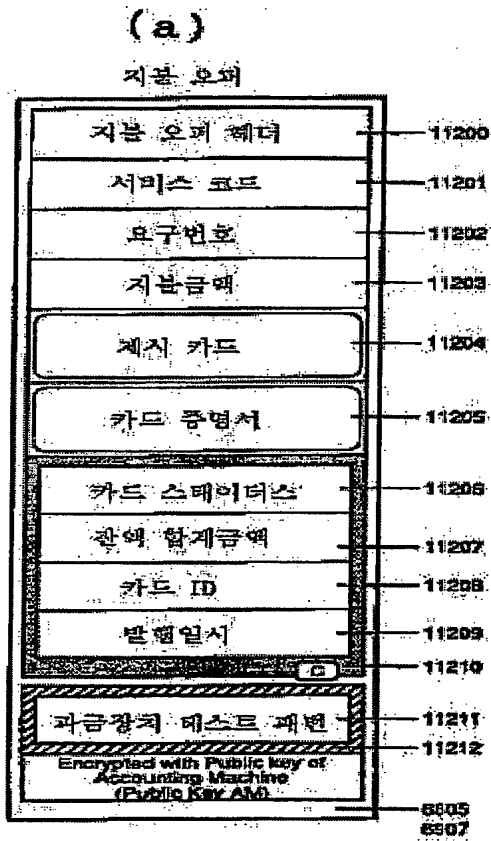 (a)
지불 오퍼
지불 오퍼 헤더 11200
서비스 코드 11201
요구번호 11202
지불금액 11203
제시 카드 11204
카드 증명서 11205
카드 스테이터스 11206
잔액 합계금액 11207
카드 ID 11208
발행일시 11209
C 11210
과금장치 테스트 패턴 11211
11212
Encrypted with Public key of
Accounting Machine
(Public Key AM)